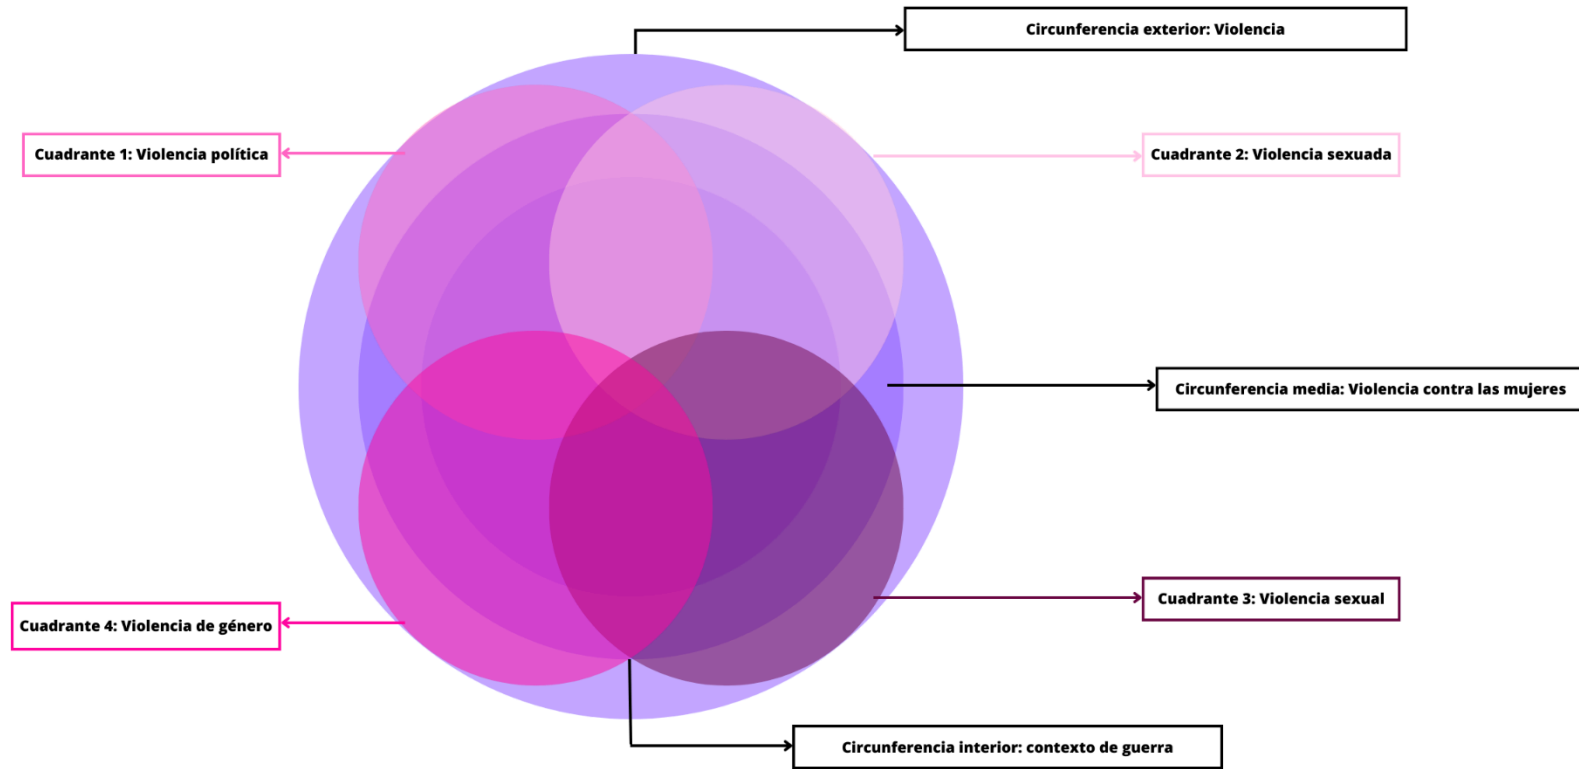 Circunferencia exterior: Violencia
Cuadrante 1: Violencia política
Cuadrante 2: Violencia sexuada
Circunferencia media: Violencia contra las mujeres
Cuadrante 3: Violencia sexual
Cuadrante 4: Violencia de género
Circunferencia interior: contexto de guerra